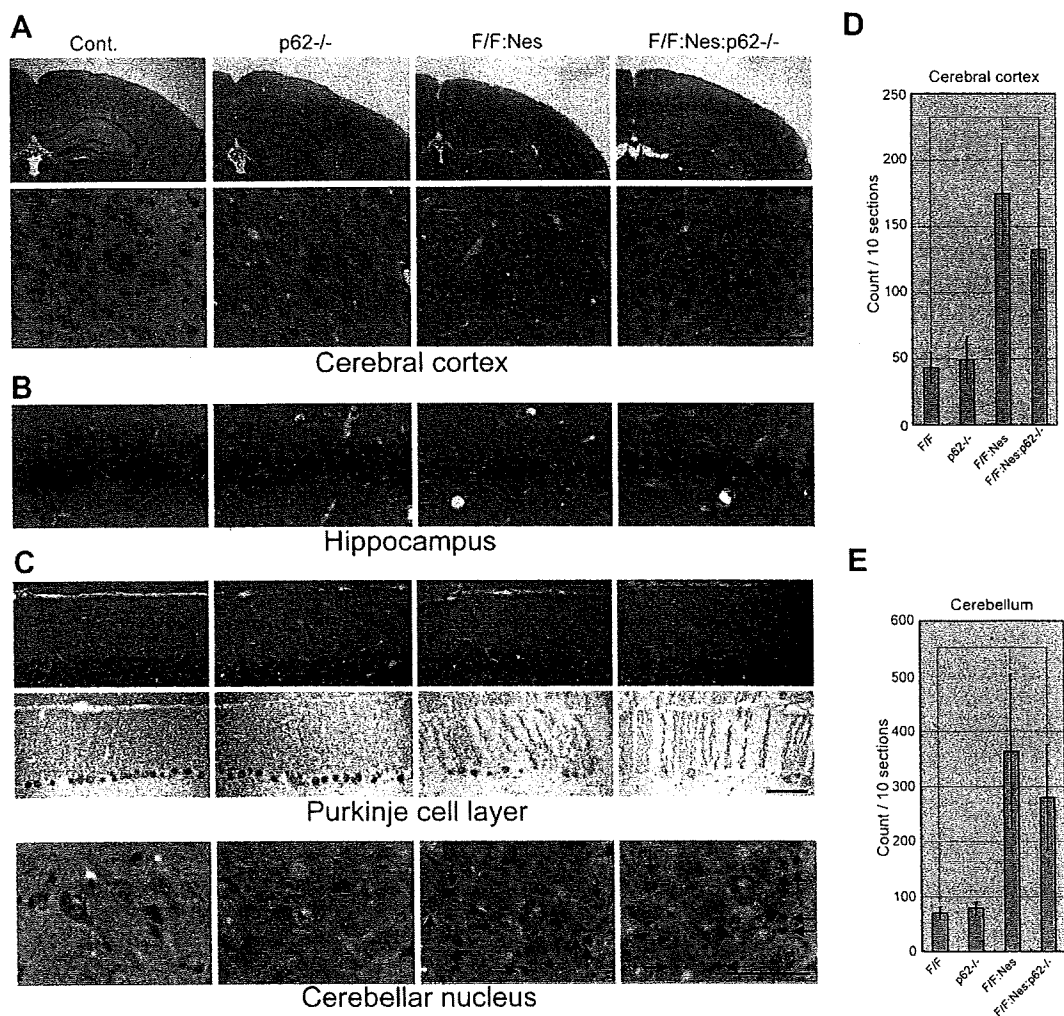 A
Cont.
p62-/-
F/F:Nes
F/F:Nes:p62-/-
Cerebral cortex
B
Hippocampus
C
Purkinje cell layer
Cerebellar nucleus
D
Cerebral cortex
Count / 10 sections
250
200
150
100
50
0
F/F
p62-/-
F/F:Nes
F/F:Nes:p62-/-
E
Cerebellum
Count / 10 sections
600
500
400
300
200
100
0
F/F
p62-/-
F/F:Nes
F/F:Nes:p62-/-